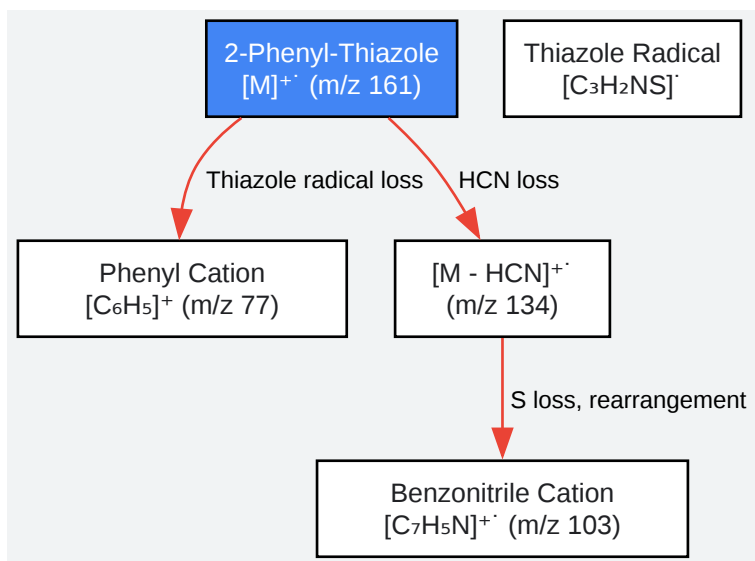 2-Phenyl-Thiazole
[M]⁺˙ (m/z 161)
Thiazole Radical
[C₃H₂NS]˙
Thiazole radical loss
HCN loss
Phenyl Cation
[C₆H₅]⁺ (m/z 77)
[M - HCN]⁺˙
(m/z 134)
S loss, rearrangement
Benzonitrile Cation
[C₇H₅N]⁺˙ (m/z 103)